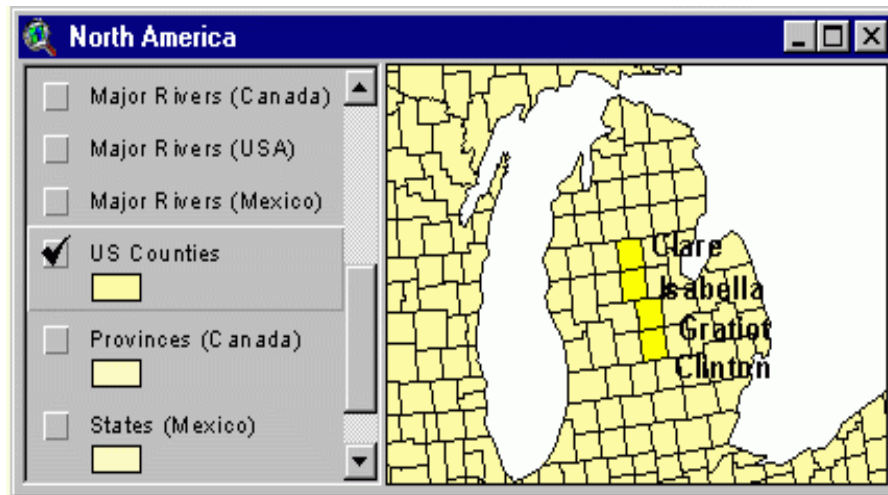 North America
Major Rivers (Canada)
Major Rivers (USA)
Major Rivers (Mexico)
US Counties
Provinces (Canada)
States (Mexico)
Clare
Isabella
Gratiot
Clinton